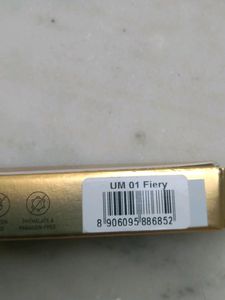 UM 01 Fiery
8 906095 886852
PHTHALATE &
PARABEN FREE